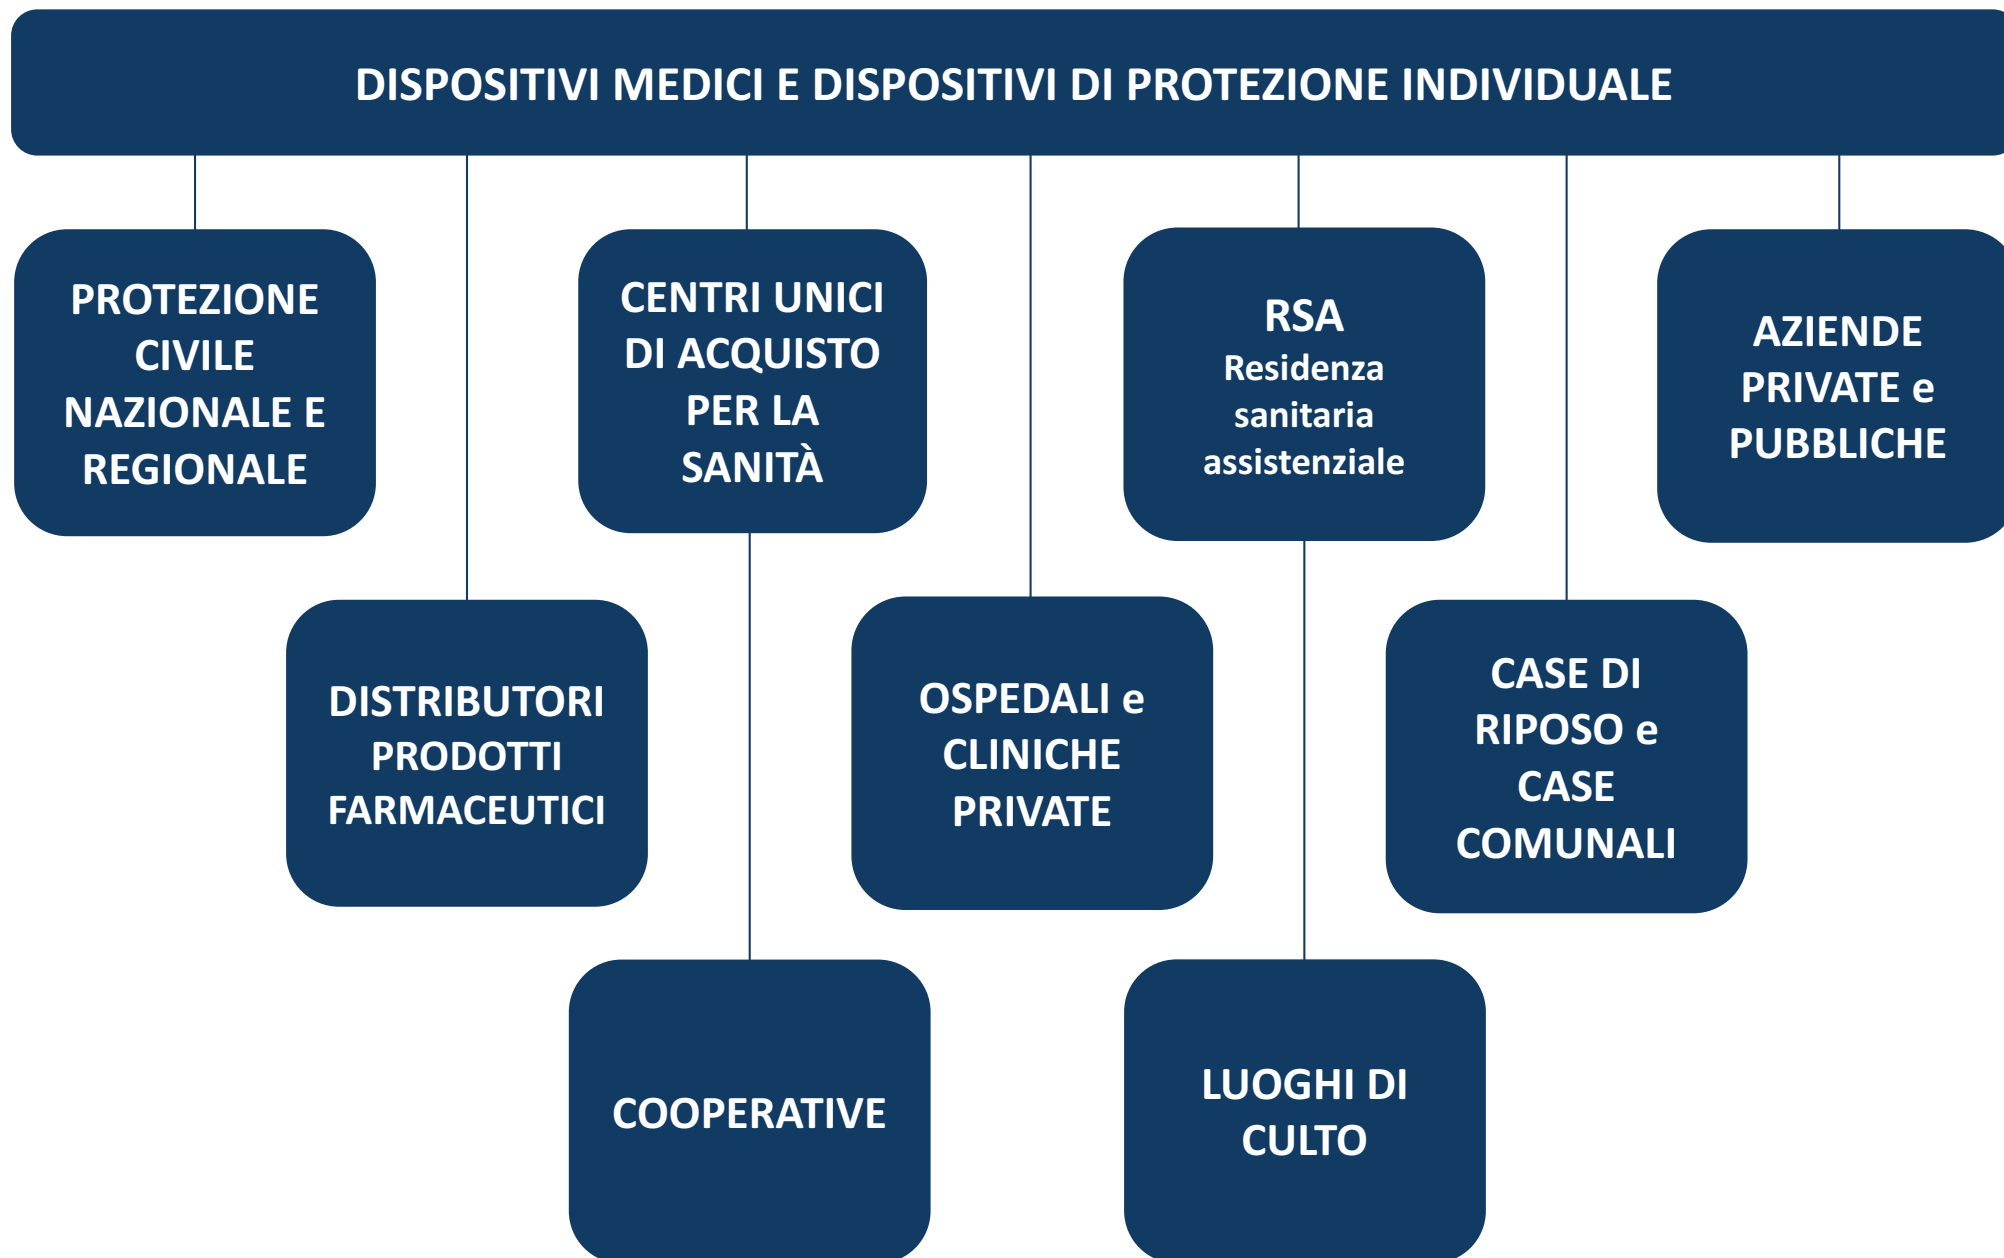 DISPOSITIVI MEDICI E DISPOSITIVI DI PROTEZIONE INDIVIDUALE
PROTEZIONE
CIVILE
NAZIONALE E
REGIONALE
CENTRI UNICI
DI ACQUISTO
PER LA
SANITÀ
RSA
Residenza
sanitaria
assistenziale
AZIENDE
PRIVATE e
PUBBLICHE
DISTRIBUTORI
PRODOTTI
FARMACEUTICI
OSPEDALI e
CLINICHE
PRIVATE
CASE DI
RIPOSO e
CASE
COMUNALI
COOPERATIVE
LUOGHI DI
CULTO